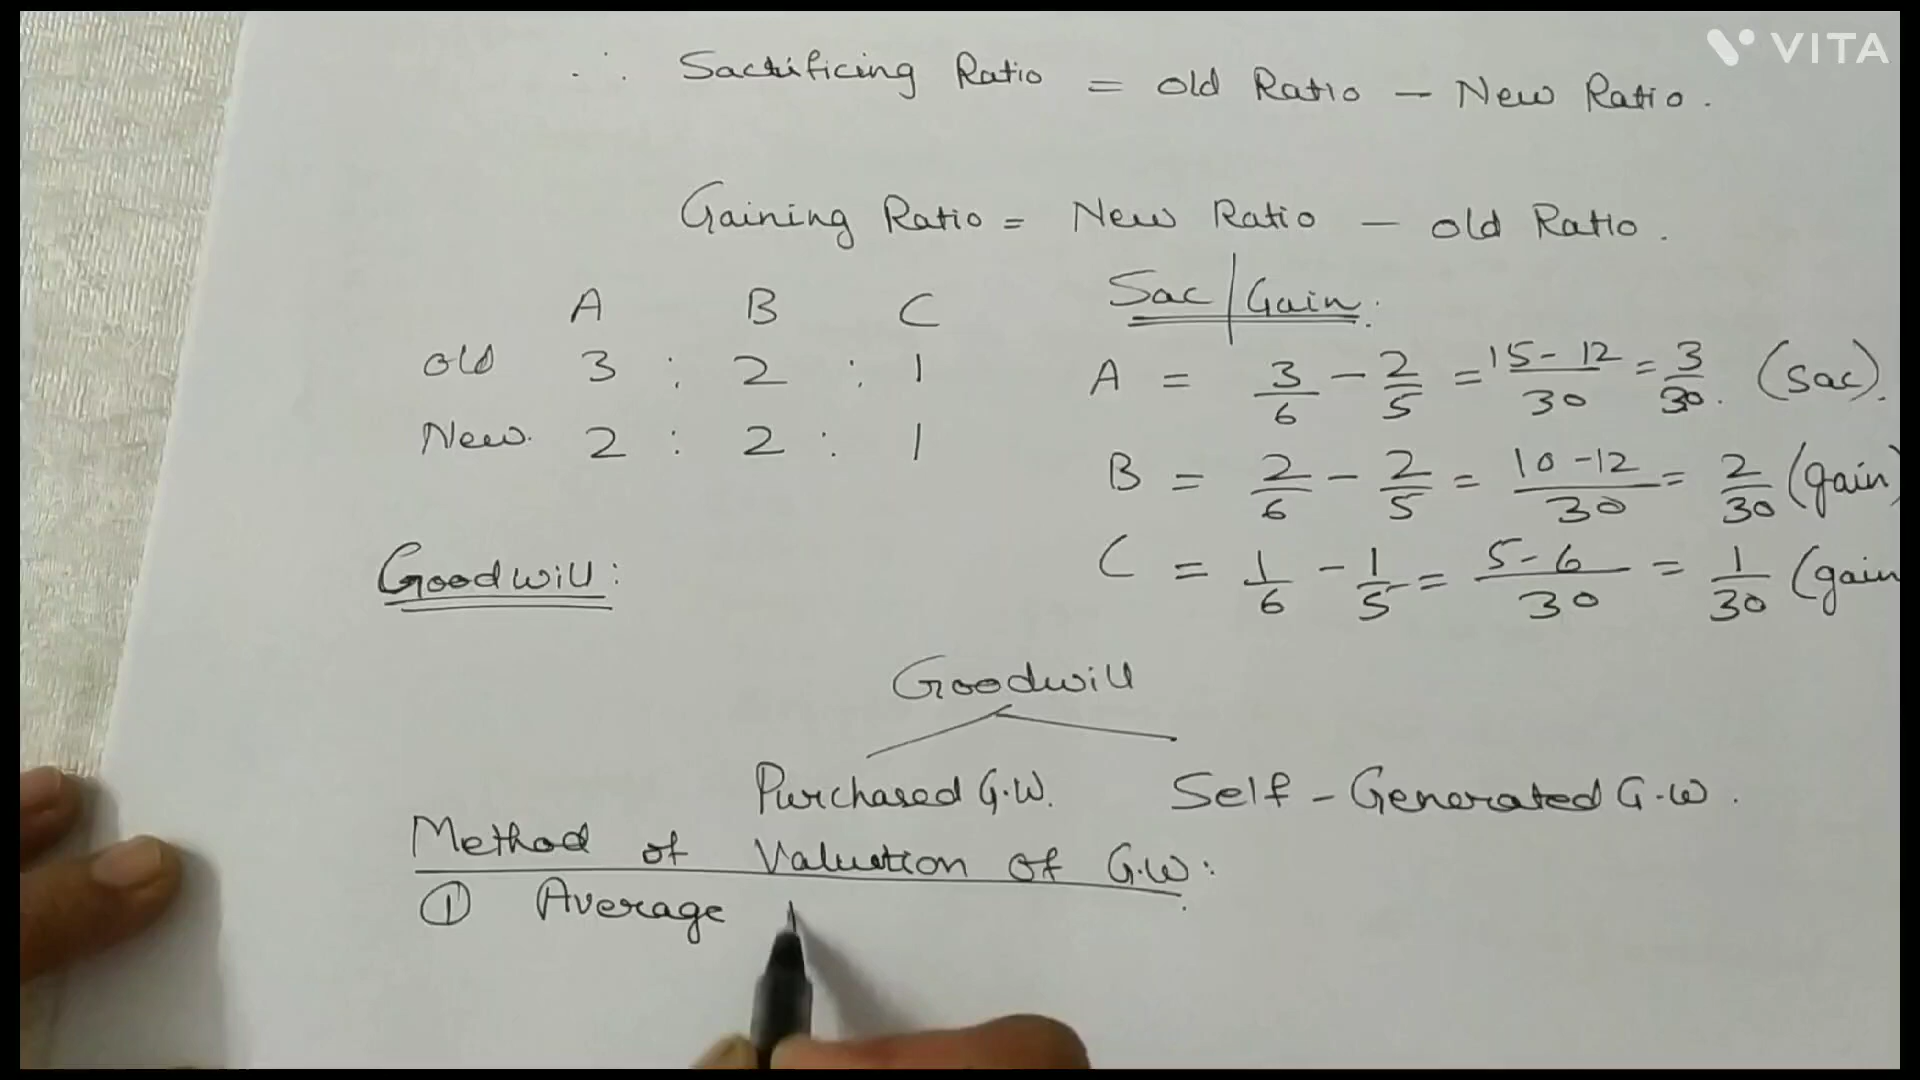 VITA
∴ Sacrificing Ratio = old Ratio - New Ratio.
Gaining Ratio = New Ratio - old Ratio.
A B C
old 3 : 2 : 1
New. 2 : 2 : 1
Sac | Gain.
A = 3/6 - 2/5 = 15-12/30 = 3/30. (Sac).
B = 2/6 - 2/5 = 10-12/30 = 2/30 (gain)
C = 1/6 - 1/5 = 5-6/30 = 1/30 (gain
Goodwill:
Goodwill
Purchased G.W. Self-Generated G.W.
Method of Valuation of G.W:
① Average